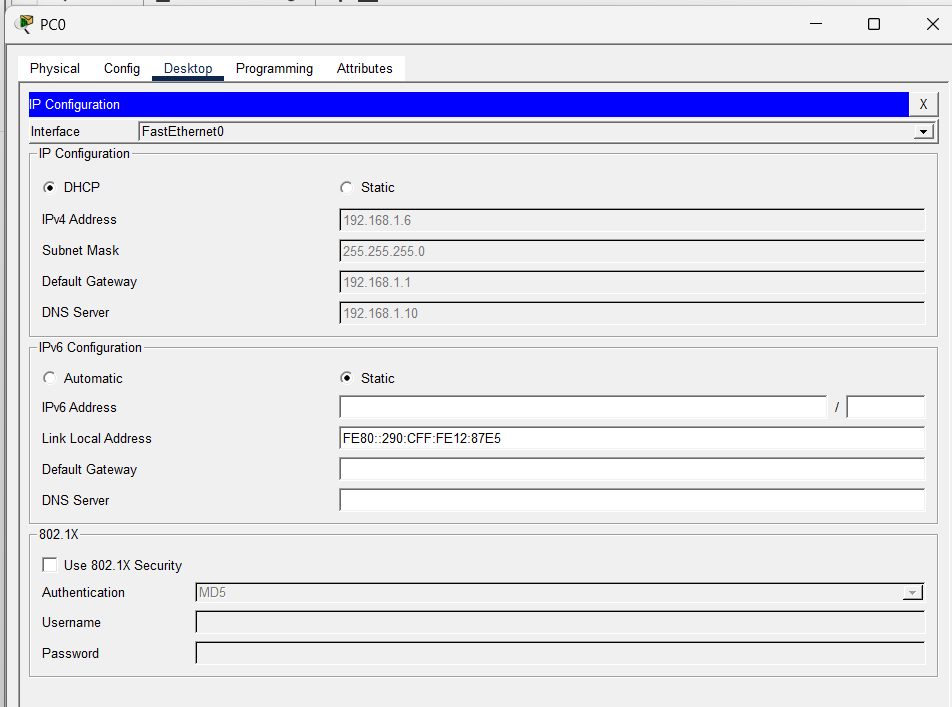 PC0
Physical Config Desktop Programming Attributes
IP Configuration X
Interface FastEthernet0
IP Configuration
DHCP Static
IPv4 Address 192.168.1.6
Subnet Mask 255.255.255.0
Default Gateway 192.168.1.1
DNS Server 192.168.1.10
IPv6 Configuration
Automatic Static
IPv6 Address /
Link Local Address FE80::290:CFF:FE12:87E5
Default Gateway
DNS Server
802.1X
Use 802.1X Security
Authentication MD5
Username
Password